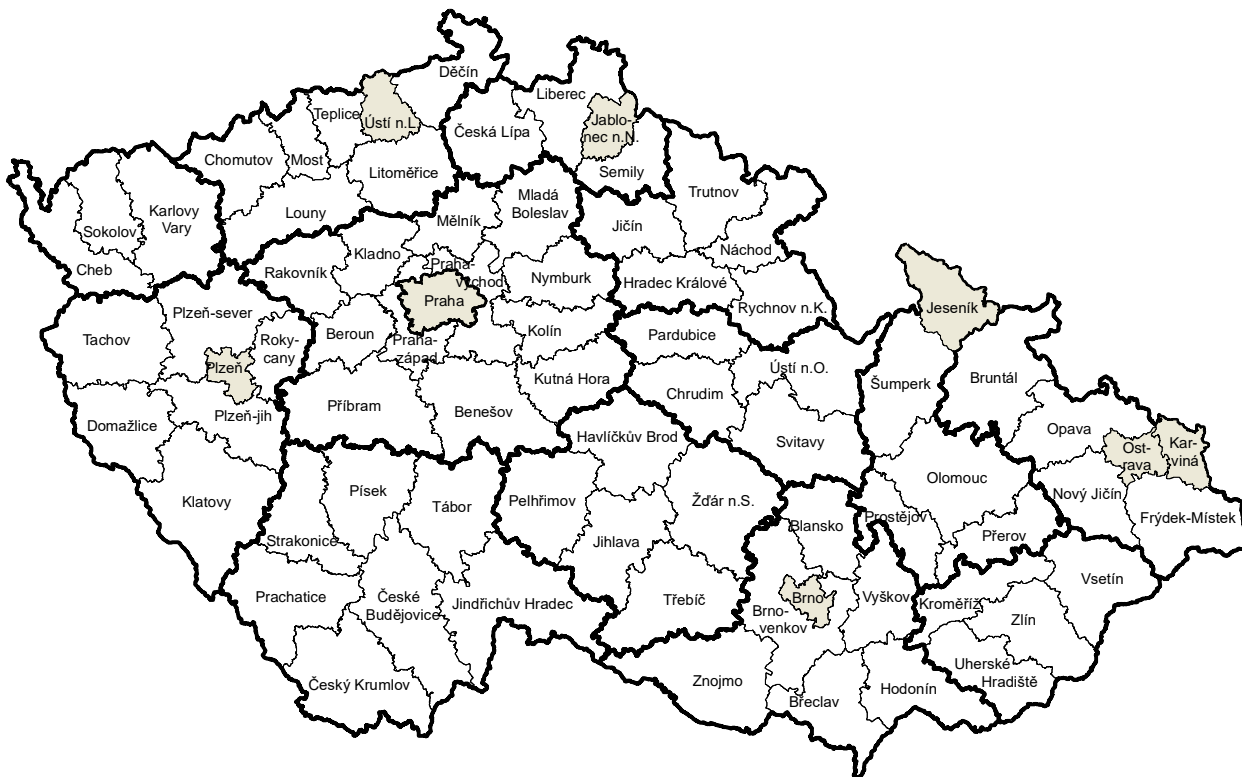 Děčín
Liberec
Teplice
Ústí n.L.
Česká Lípa
Jablo-
nec n.N.
Chomutov
Most
Litoměřice
Semily
Trutnov
Mladá
Boleslav
Karlovy
Vary
Louny
Sokolov
Mělník
Jičín
Náchod
Cheb
Rakovník
Kladno
Praha-
východ
Nymburk
Hradec Králové
Praha
Rychnov n.K.
Jeseník
Plzeň-sever
Tachov
Roky-
cany
Beroun
Praha-
západ
Kolín
Pardubice
Plzeň
Kutná Hora
Ústí n.O.
Šumperk
Bruntál
Chrudim
Příbram
Benešov
Domažlice
Plzeň-jih
Havlíčkův Brod
Svitavy
Opava
Ost-
rava
Kar-
viná
Klatovy
Písek
Tábor
Pelhřimov
Žďár n.S.
Olomouc
Nový Jičín
Frýdek-Místek
Strakonice
Jihlava
Blansko
Prostějov
Přerov
Vsetín
Prachatice
České
Budějovice
Jindřichův Hradec
Třebíč
Brno
Brno-
venkov
Vyškov
Kroměříž
Zlín
Český Krumlov
Znojmo
Břeclav
Hodonín
Uherské
Hradiště